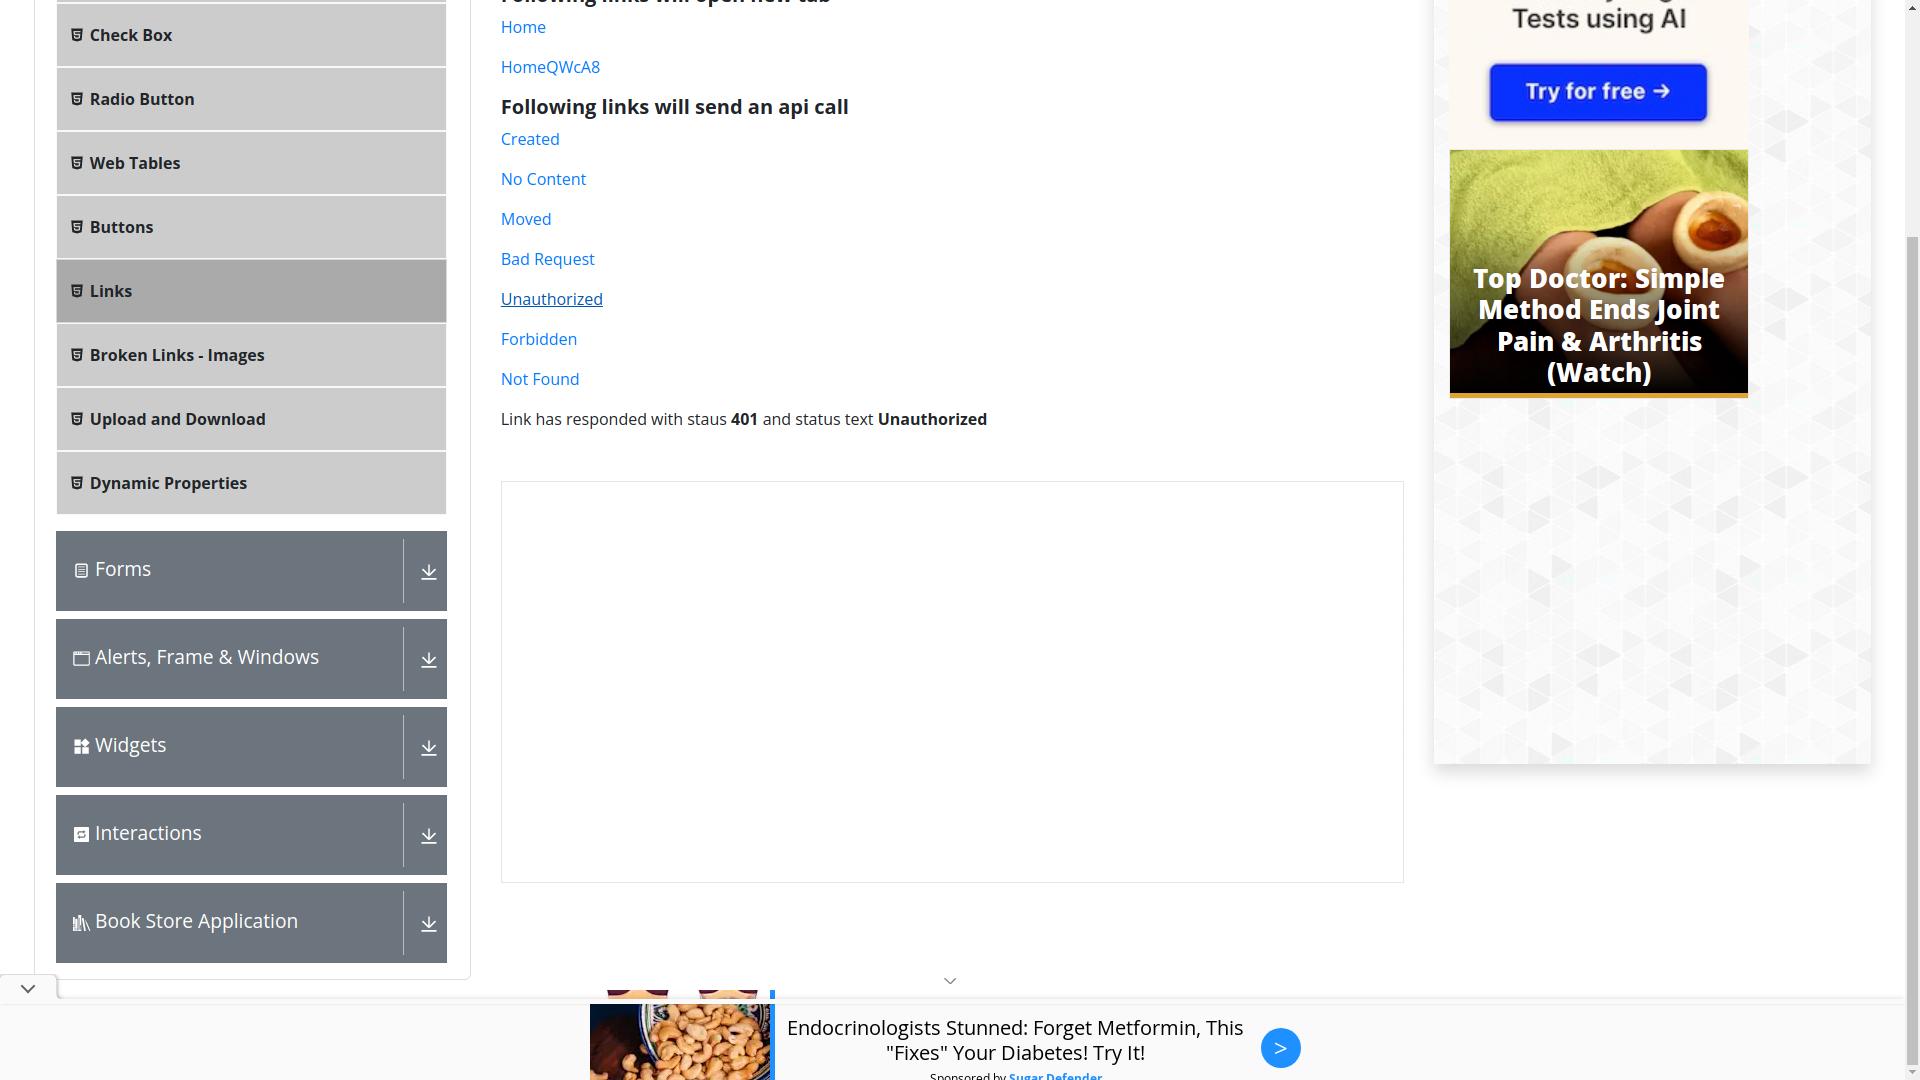 Check Box
Radio Button
Web Tables
Buttons
Links
Broken Links - Images
Upload and Download
Dynamic Properties
Forms
Alerts, Frame & Windows
Widgets
Interactions
Book Store Application
Home
HomeQWcA8
Following links will send an api call
Created
No Content
Moved
Bad Request
Unauthorized
Forbidden
Not Found
Link has responded with staus 401 and status text Unauthorized
Tests using AI
Try for free →
Top Doctor: Simple
Method Ends Joint
Pain & Arthritis
(Watch)
Endocrinologists Stunned: Forget Metformin, This
"Fixes" Your Diabetes! Try It!
>
Sponsored by Sugar Defender